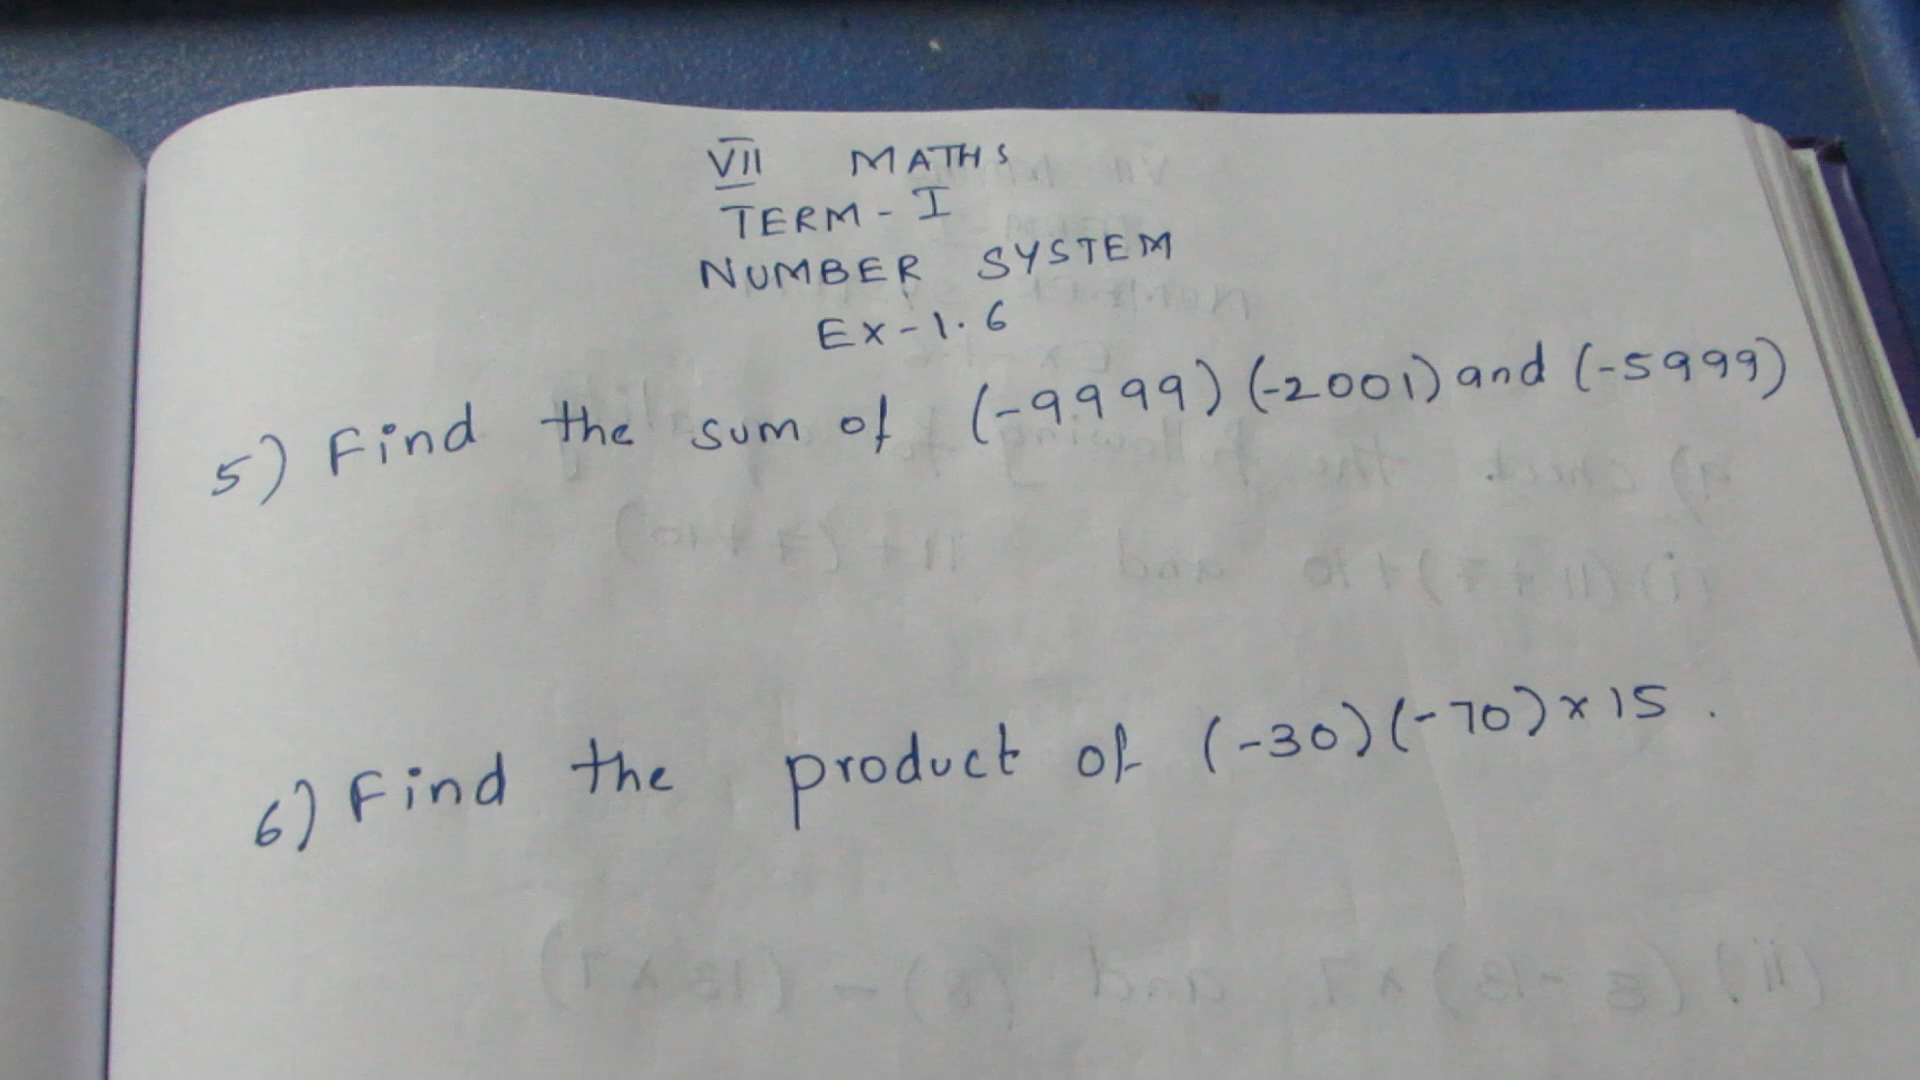 VII MATHS
TERM - I
NUMBER SYSTEM
Ex-1.6
5) Find the sum of (-9999) (-2001) and (-5999)
6) Find the product of (-30) (-70) x 15.